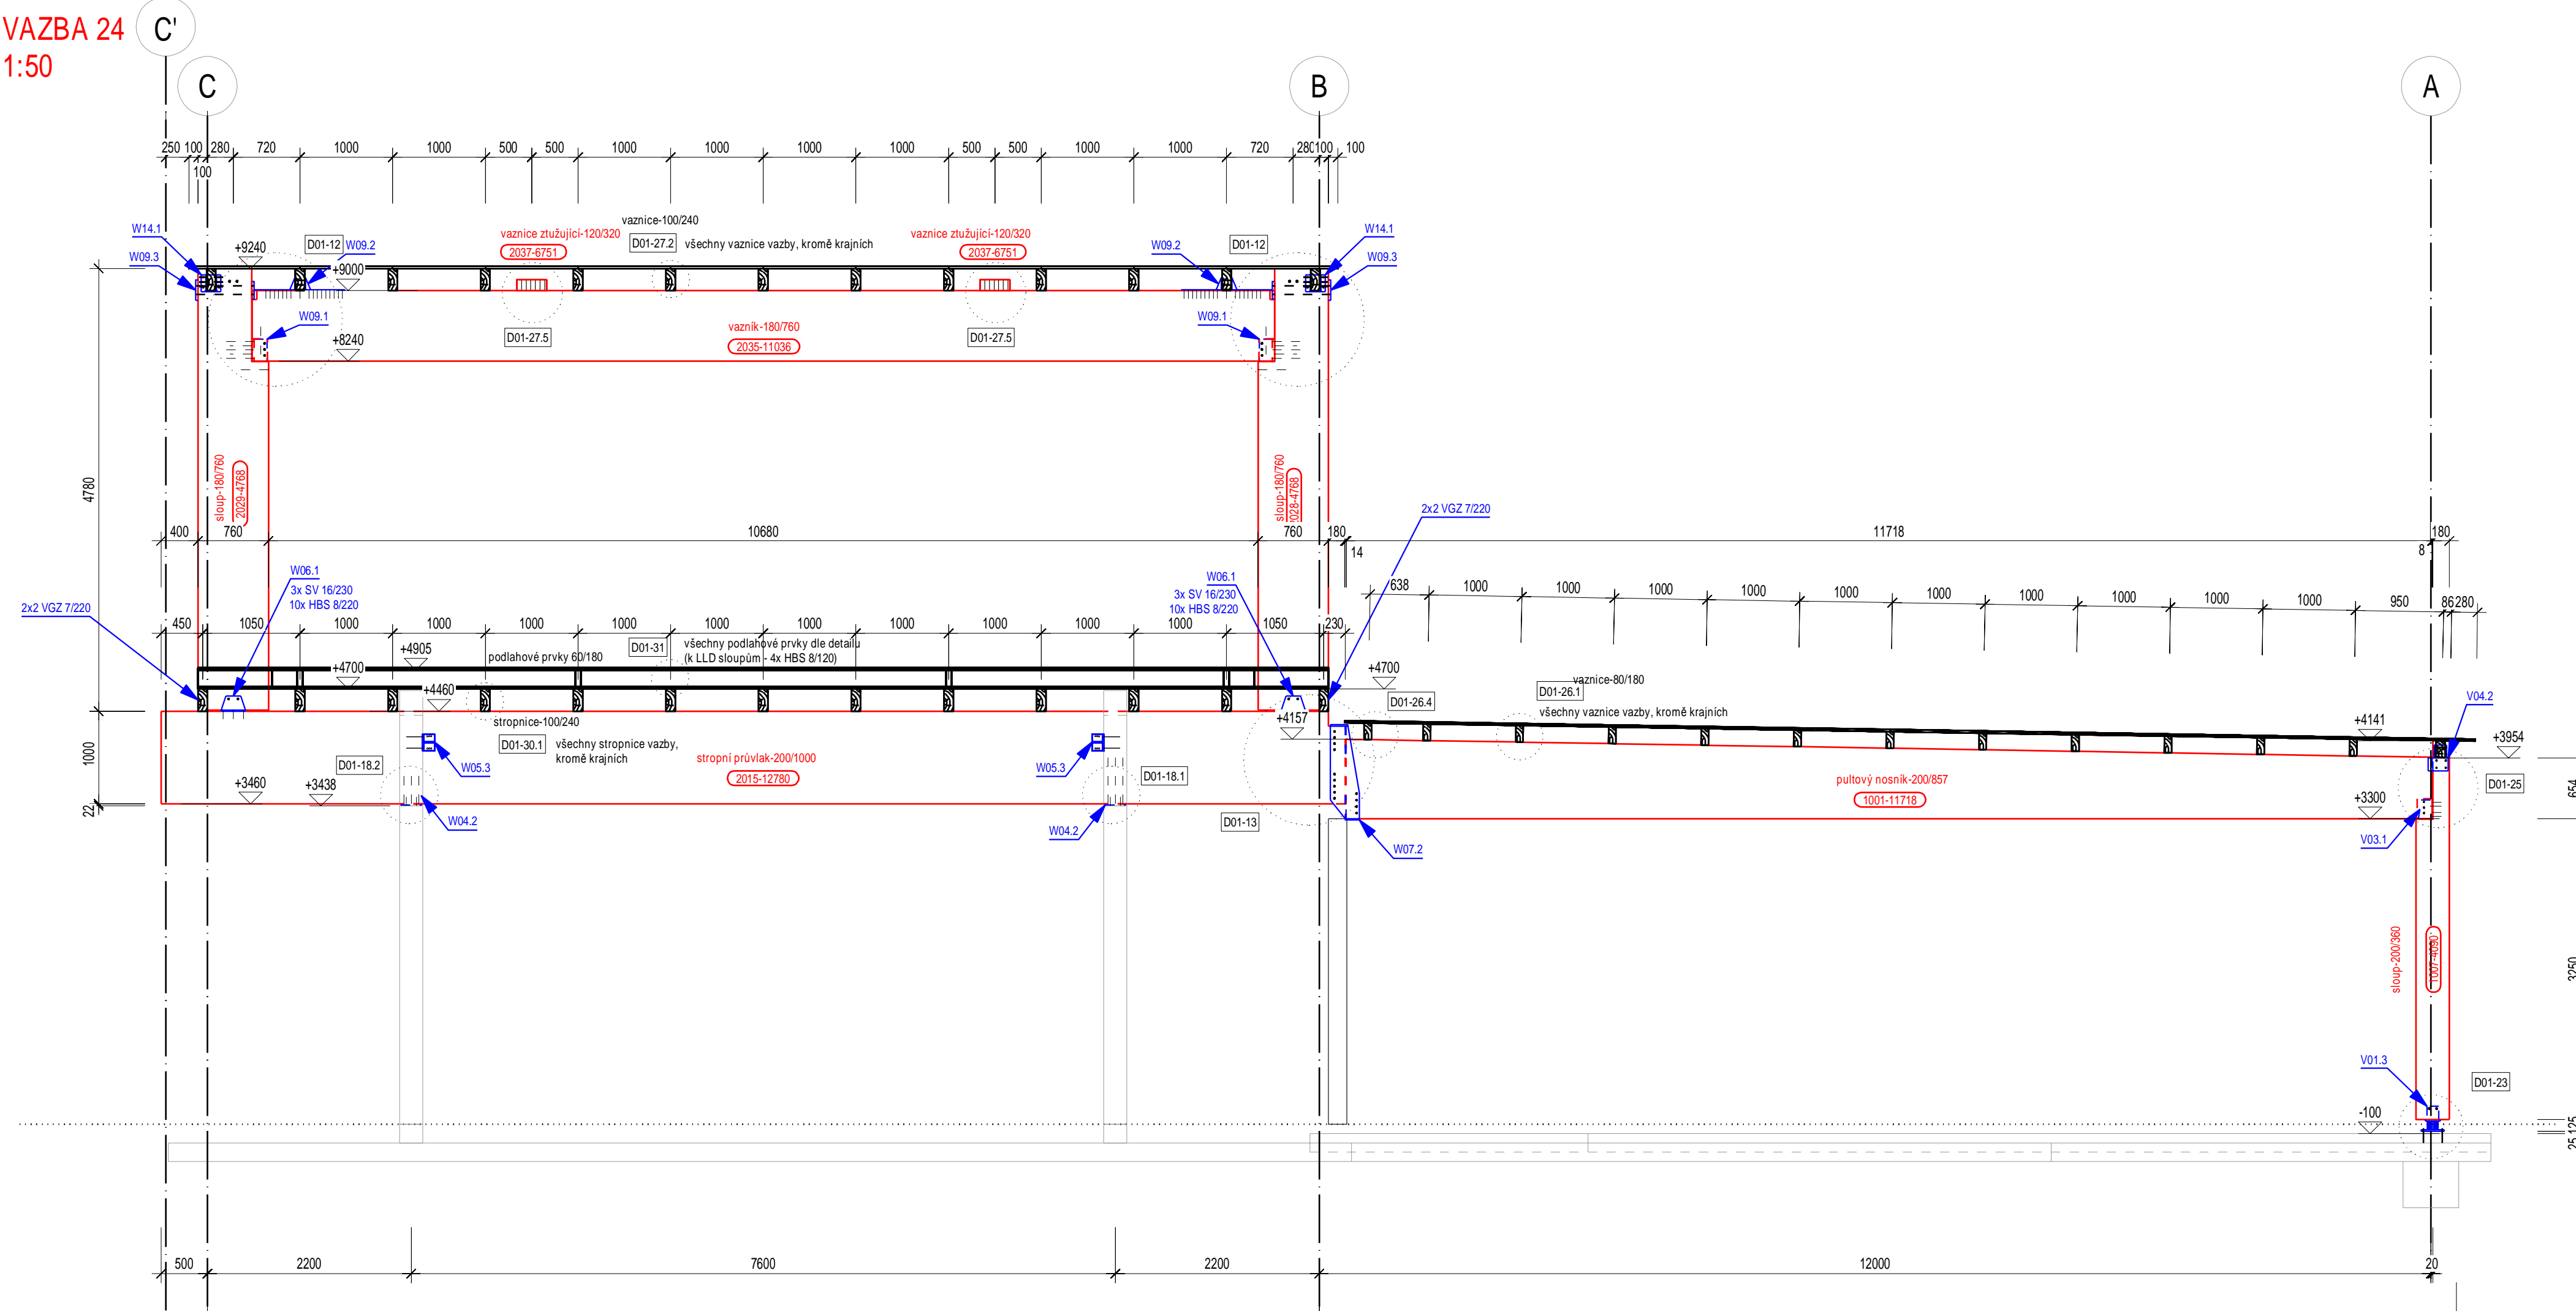 VAZBA 24
1:50
C'
C
B
A
250 100 280 720 1000 1000 500 500 1000 1000 1000 1000 500 500 1000 1000 720 280 100 100
100
vaznice-100/240
W14.1
vaznice ztužující-120/320
vaznice ztužující-120/320
W14.1
+9240
D01-12
W09.2
2037-6751
D01-27.2
všechny vaznice vazby, kromě krajních
2037-6751
W09.2
D01-12
W09.3
W09.3
+9000
W09.1
D01-27.5
vazník-180/760
D01-27.5
W09.1
+8240
2035-11036
4780
sloup-180/760
2029-4768
sloup-180/760
2028-4768
2x2 VGZ 7/220
400 760 10680 760 180 11718 180
14
8
W06.1
3x SV 16/230
10x HBS 8/220
W06.1
3x SV 16/230
10x HBS 8/220
638 1000 1000 1000 1000 1000 1000 1000 1000 1000 1000 950 86 280
2x2 VGZ 7/220
450 1050 1000 1000 1000 1000 1000 1000 1000 1000 1000 1000 1050 230
+4905
podlahové prvky 60/180
D01-31
všechny podlahové prvky dle detailu
(k LLD sloupům - 4x HBS 8/120)
+4700
+4700
+4460
vaznice-80/180
D01-26.1
D01-26.4
všechny vaznice vazby, kromě krajních
V04.2
stropnice-100/240
+4157
+4141
+3954
D01-30.1
všechny stropnice vazby,
kromě krajních
1000
D01-18.2
W05.3
stropní průvlak-200/1000
2015-12780
W05.3
D01-18.1
pultový nosník-200/857
1001-11718
D01-25
654
+3460
+3438
22
W04.2
W04.2
D01-13
+3300
W07.2
V03.1
sloup-200/360
1007-4090
3250
V01.3
D01-23
-100
25 125
500 2200 7600 2200 12000 20